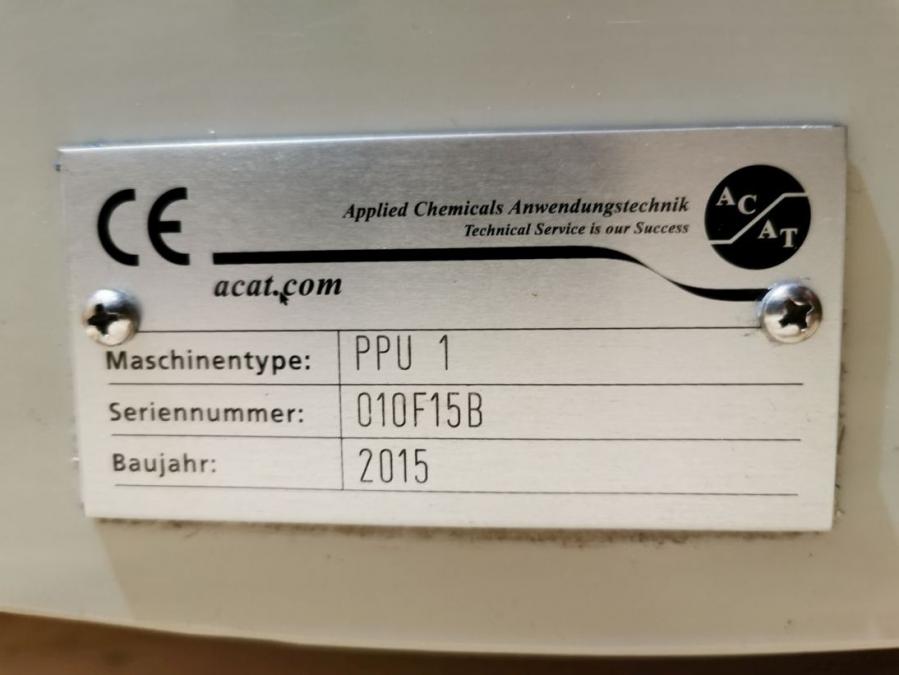 CE
Applied Chemicals Anwendungstechnik
Technical Service is our Success
AC
AT
acat.com
Maschinentype: PPU 1
Seriennummer: 010F15B
Baujahr: 2015